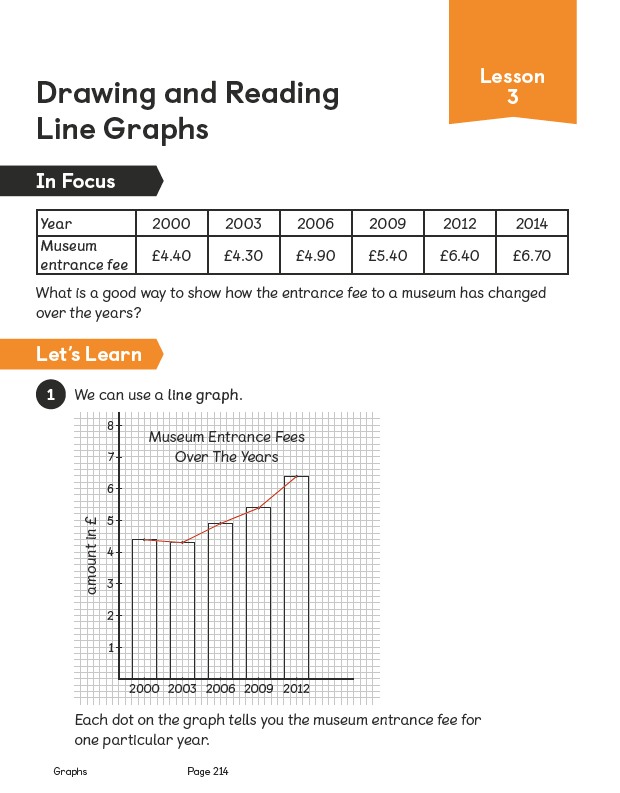 Lesson
3
Drawing and Reading
Line Graphs
In Focus
Year 2000 2003 2006 2009 2012 2014
Museum
entrance fee £4.40 £4.30 £4.90 £5.40 £6.40 £6.70
What is a good way to show how the entrance fee to a museum has changed
over the years?
Let's Learn
1 We can use a line graph.
Museum Entrance Fees
Over The Years
amount in £
8
7
6
5
4
3
2
1
2000 2003 2006 2009 2012
Each dot on the graph tells you the museum entrance fee for
one particular year.
Graphs Page 214